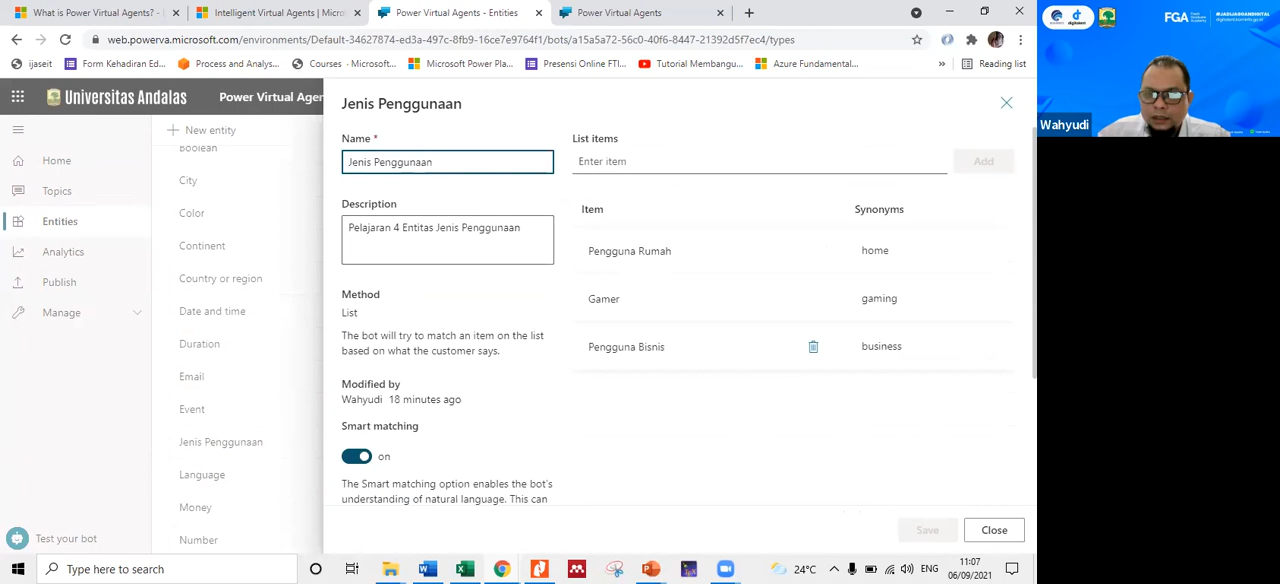 What is Power Virtual Agents? -
Intelligent Virtual Agents | Micros
Power Virtual Agents - Entities
Power Virtual Agents
web.powerva.microsoft.com/environments/Default-34627874-ed3a-497c-8fb9-16ce7e9764f1/bots/a15a5a72-56c0-40f6-8447-21392d5f7ec4/types
ijaseit
Form Kehadiran Ed...
Process and Analys...
Courses - Microsoft...
Microsoft Power Pla...
Presensi Online FTI...
Tutorial Membangu...
Azure Fundamental...
»
Reading list
Universitas Andalas
Power Virtual Agen
Home
Topics
Entities
Analytics
Publish
Manage
Test your bot
New entity
Boolean
City
Color
Continent
Country or region
Date and time
Duration
Email
Event
Jenis Penggunaan
Language
Money
Number
Jenis Penggunaan
Name *
Jenis Penggunaan
Description
Pelajaran 4 Entitas Jenis Penggunaan
Method
List
The bot will try to match an item on the list
based on what the customer says.
Modified by
Wahyudi 18 minutes ago
Smart matching
on
The Smart matching option enables the bot's
understanding of natural language. This can
List items
Enter item
Add
Item Synonyms
Pengguna Rumah home
Gamer gaming
Pengguna Bisnis business
Save
Close
Type here to search
24°C
ENG
11:07
06/09/2021
FGA
Wahyudi